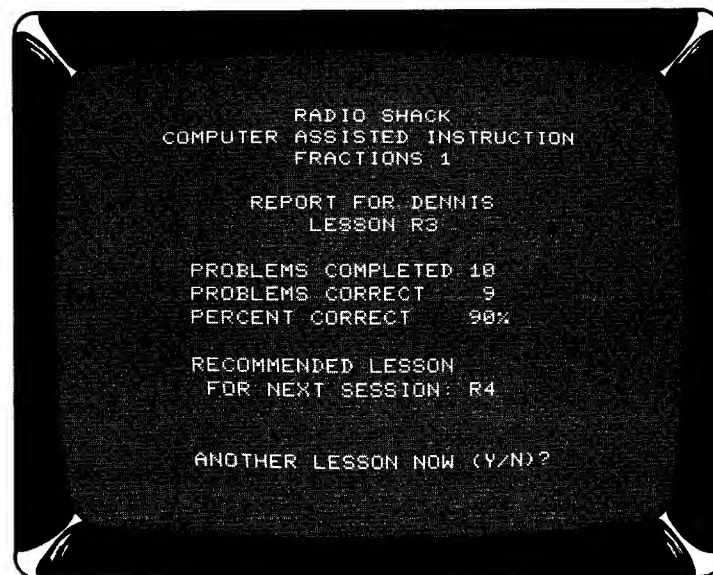 RADIO SHACK
COMPUTER ASSISTED INSTRUCTION
FRACTIONS 1
REPORT FOR DENNIS
LESSON R3
PROBLEMS COMPLETED 10
PROBLEMS CORRECT 9
PERCENT CORRECT 90%
RECOMMENDED LESSON
FOR NEXT SESSION: R4
ANOTHER LESSON NOW (Y/N)?